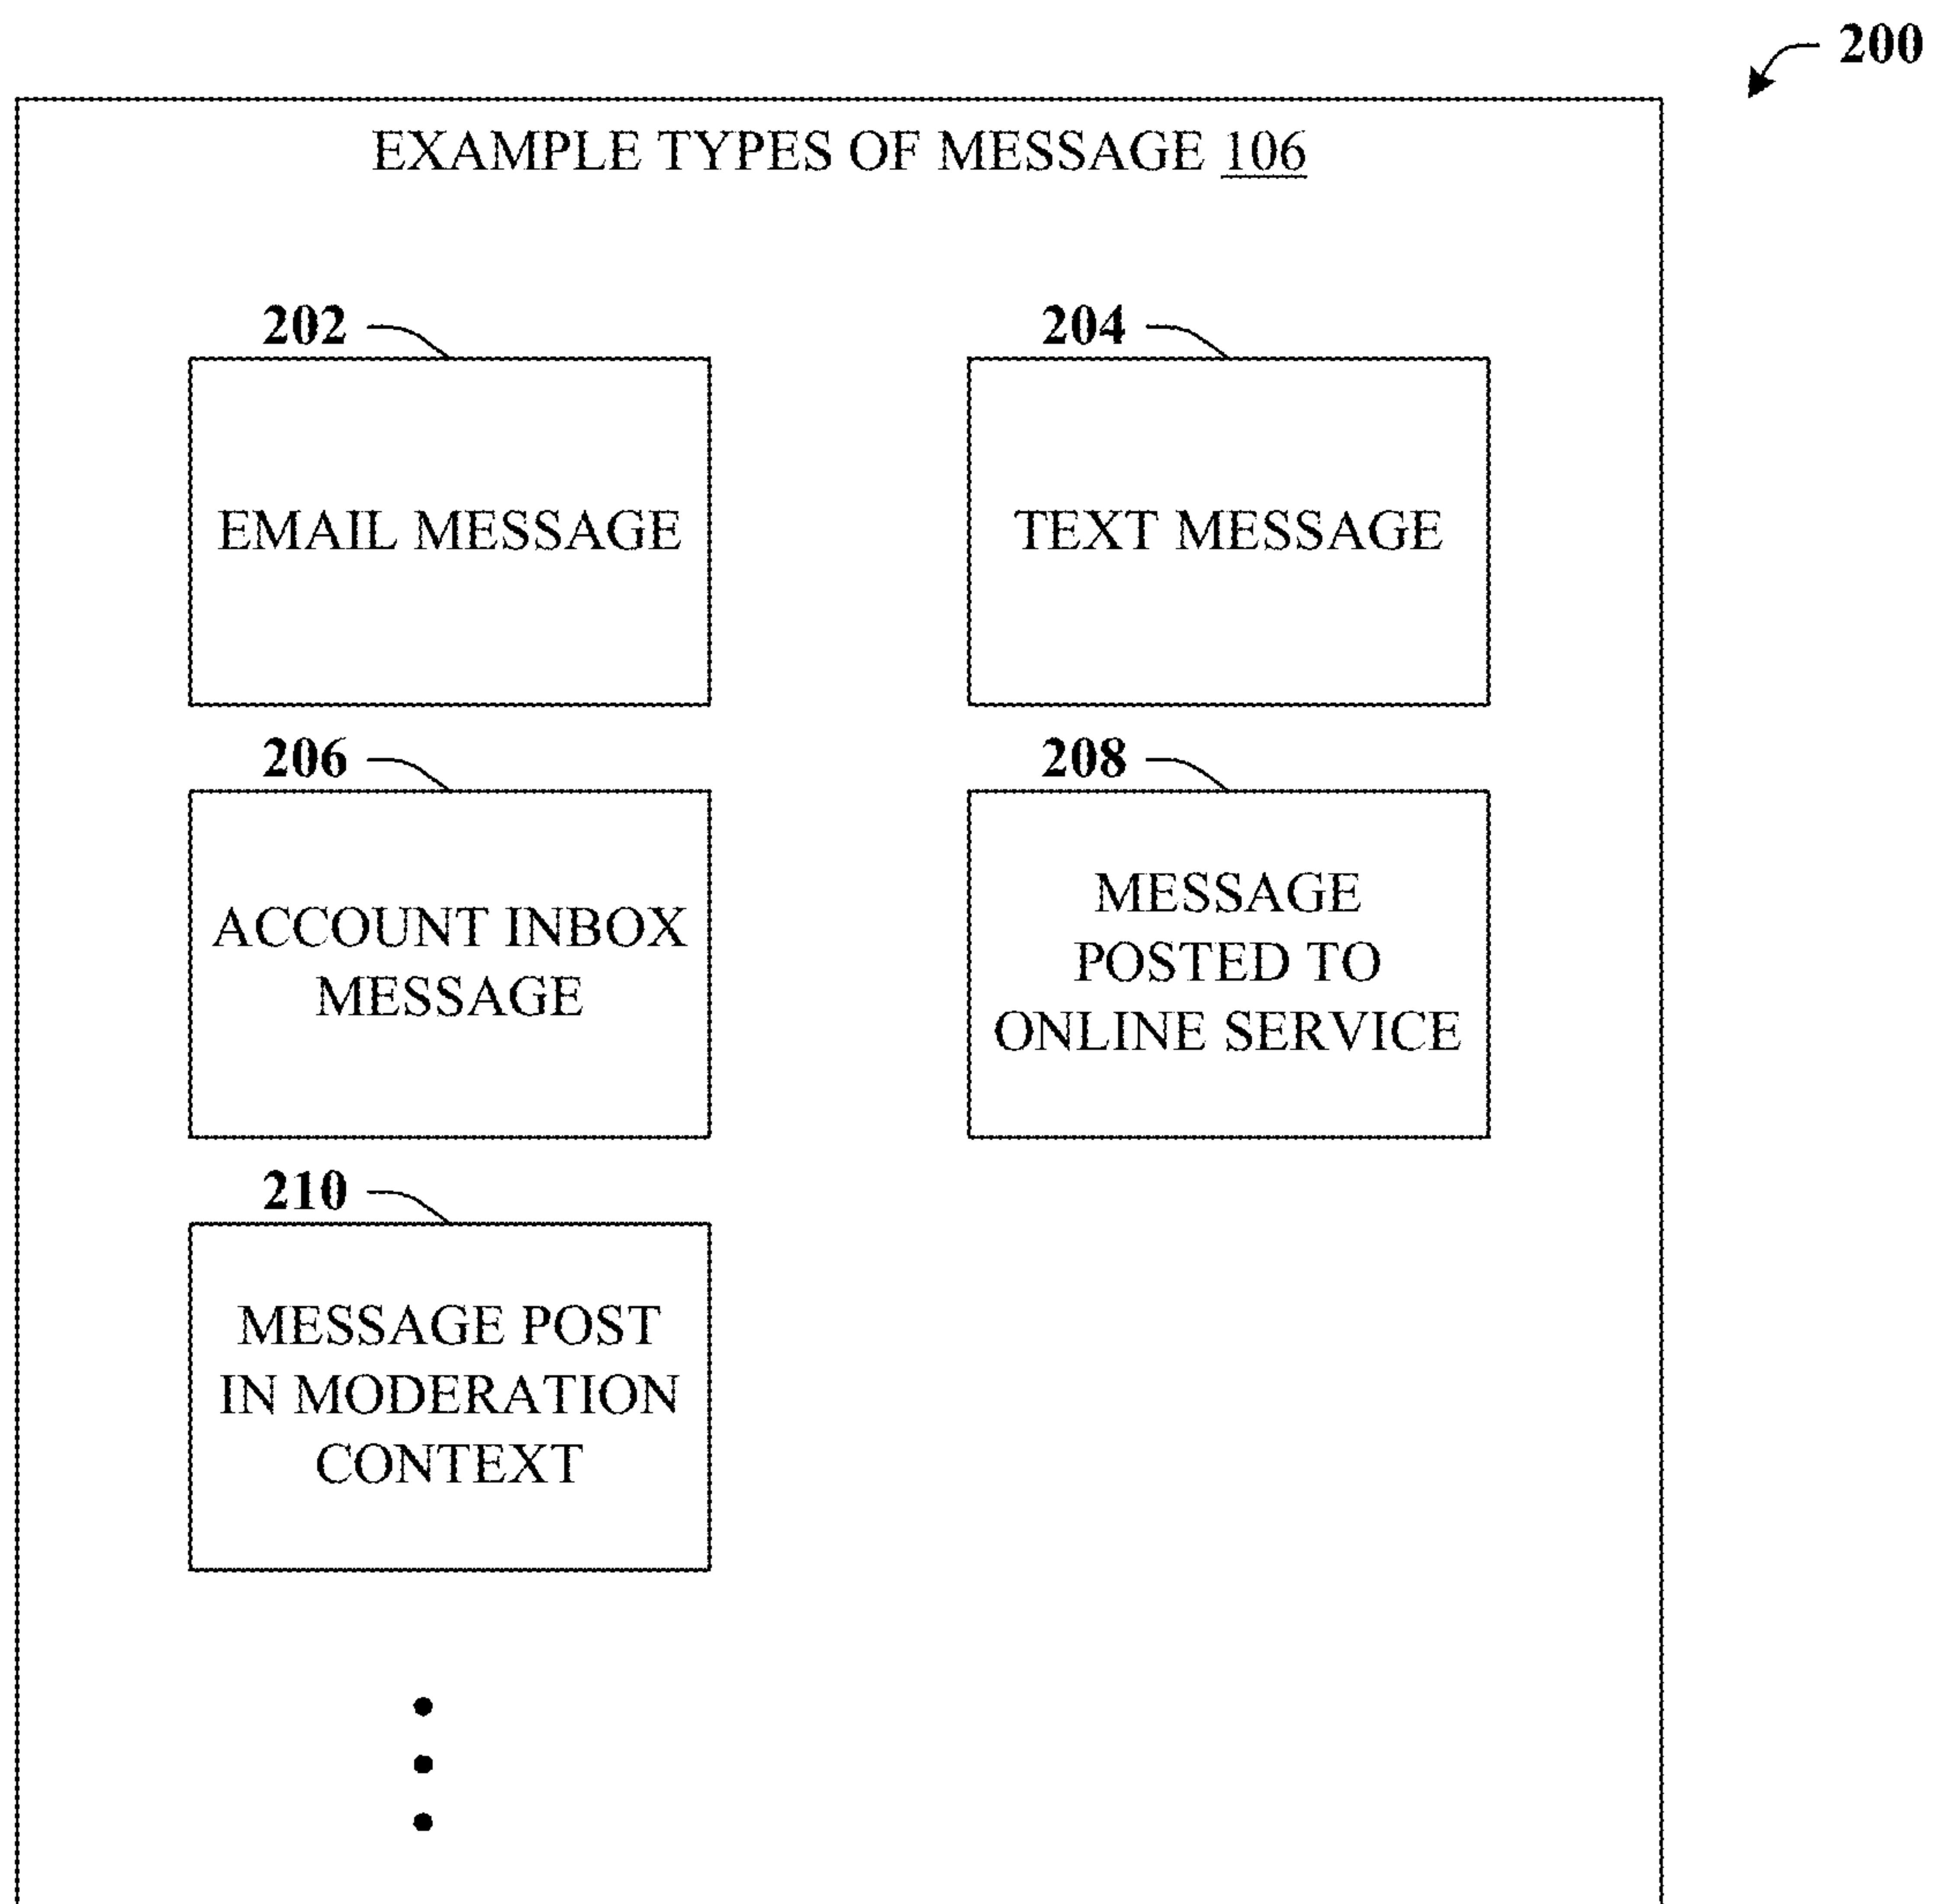 200
EXAMPLE TYPES OF MESSAGE 106
202
EMAIL MESSAGE
204
TEXT MESSAGE
206
ACCOUNT INBOX
MESSAGE
208
MESSAGE
POSTED TO
ONLINE SERVICE
210
MESSAGE POST
IN MODERATION
CONTEXT